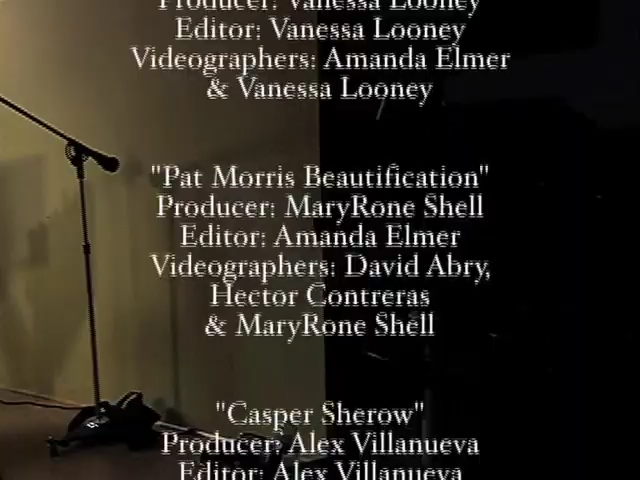 Producer: Vanessa Looney
Editor: Vanessa Looney
Videographers: Amanda Elmer
& Vanessa Looney
"Pat Morris Beautification"
Producer: MaryRone Shell
Editor: Amanda Elmer
Videographers: David Abry,
Hector Contreras
& MaryRone Shell
"Casper Sherow"
Producer: Alex Villanueva
Editor: Alex Villanueva